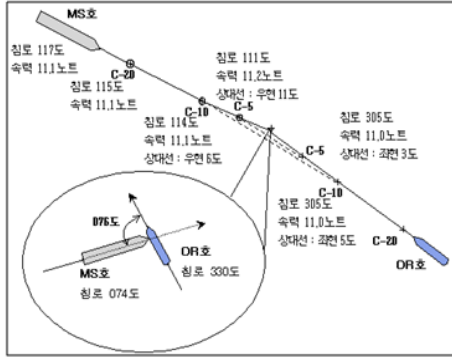 MS호
침로 117도
속력 11,1노트
C-20
침로 115도
속력 11,1노트
C-10
침로 111도
속력 11,2노트
상대선 : 우현 11도
C-5
침로 114도
속력 11,1노트
상대선 : 우현 6도
침로 305도
속력 11,0노트
상대선 : 좌현 3도
C-5
C-10
침로 305도
속력 11,0노트
상대선 : 좌현 5도
C-20
OR호
076도
MS호
침로 074도
OR호
침로 330도